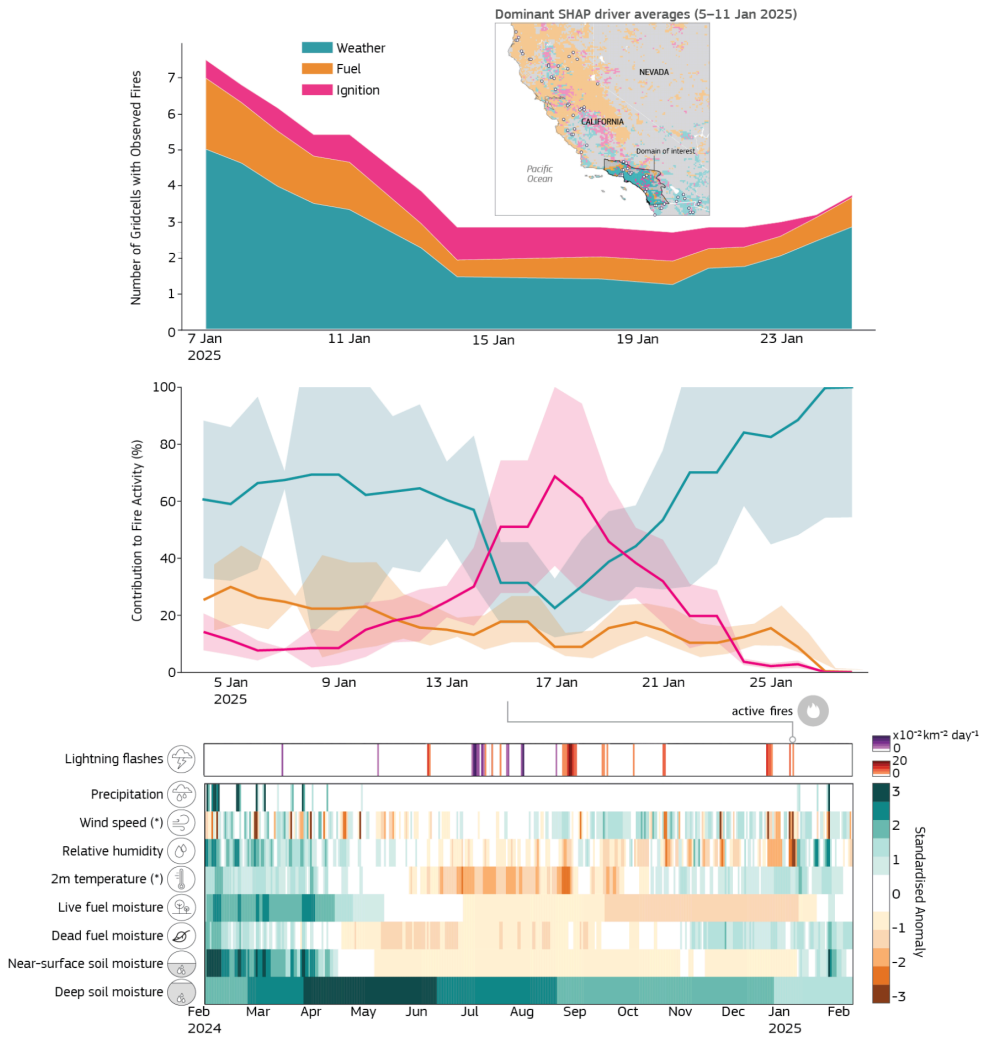 Dominant SHAP driver averages (5–11 Jan 2025)
Weather
Fuel
Ignition
NEVADA
CALIFORNIA
Domain of interest
Pacific
Ocean
Number of Gridcells with Observed Fires
7
6
5
4
3
2
1
0
7 Jan
2025
11 Jan
15 Jan
19 Jan
23 Jan
Contribution to Fire Activity (%)
100
80
60
40
20
0
5 Jan
2025
9 Jan
13 Jan
17 Jan
21 Jan
25 Jan
active fires
Lightning flashes
x10⁻² km⁻² day⁻¹
0
20
0
Precipitation
Wind speed (*)
Relative humidity
2m temperature (*)
Live fuel moisture
Dead fuel moisture
Near-surface soil moisture
Deep soil moisture
3
2
1
0
-1
-2
-3
Standardised Anomaly
Feb
2024
Mar
Apr
May
Jun
Jul
Aug
Sep
Oct
Nov
Dec
Jan
2025
Feb